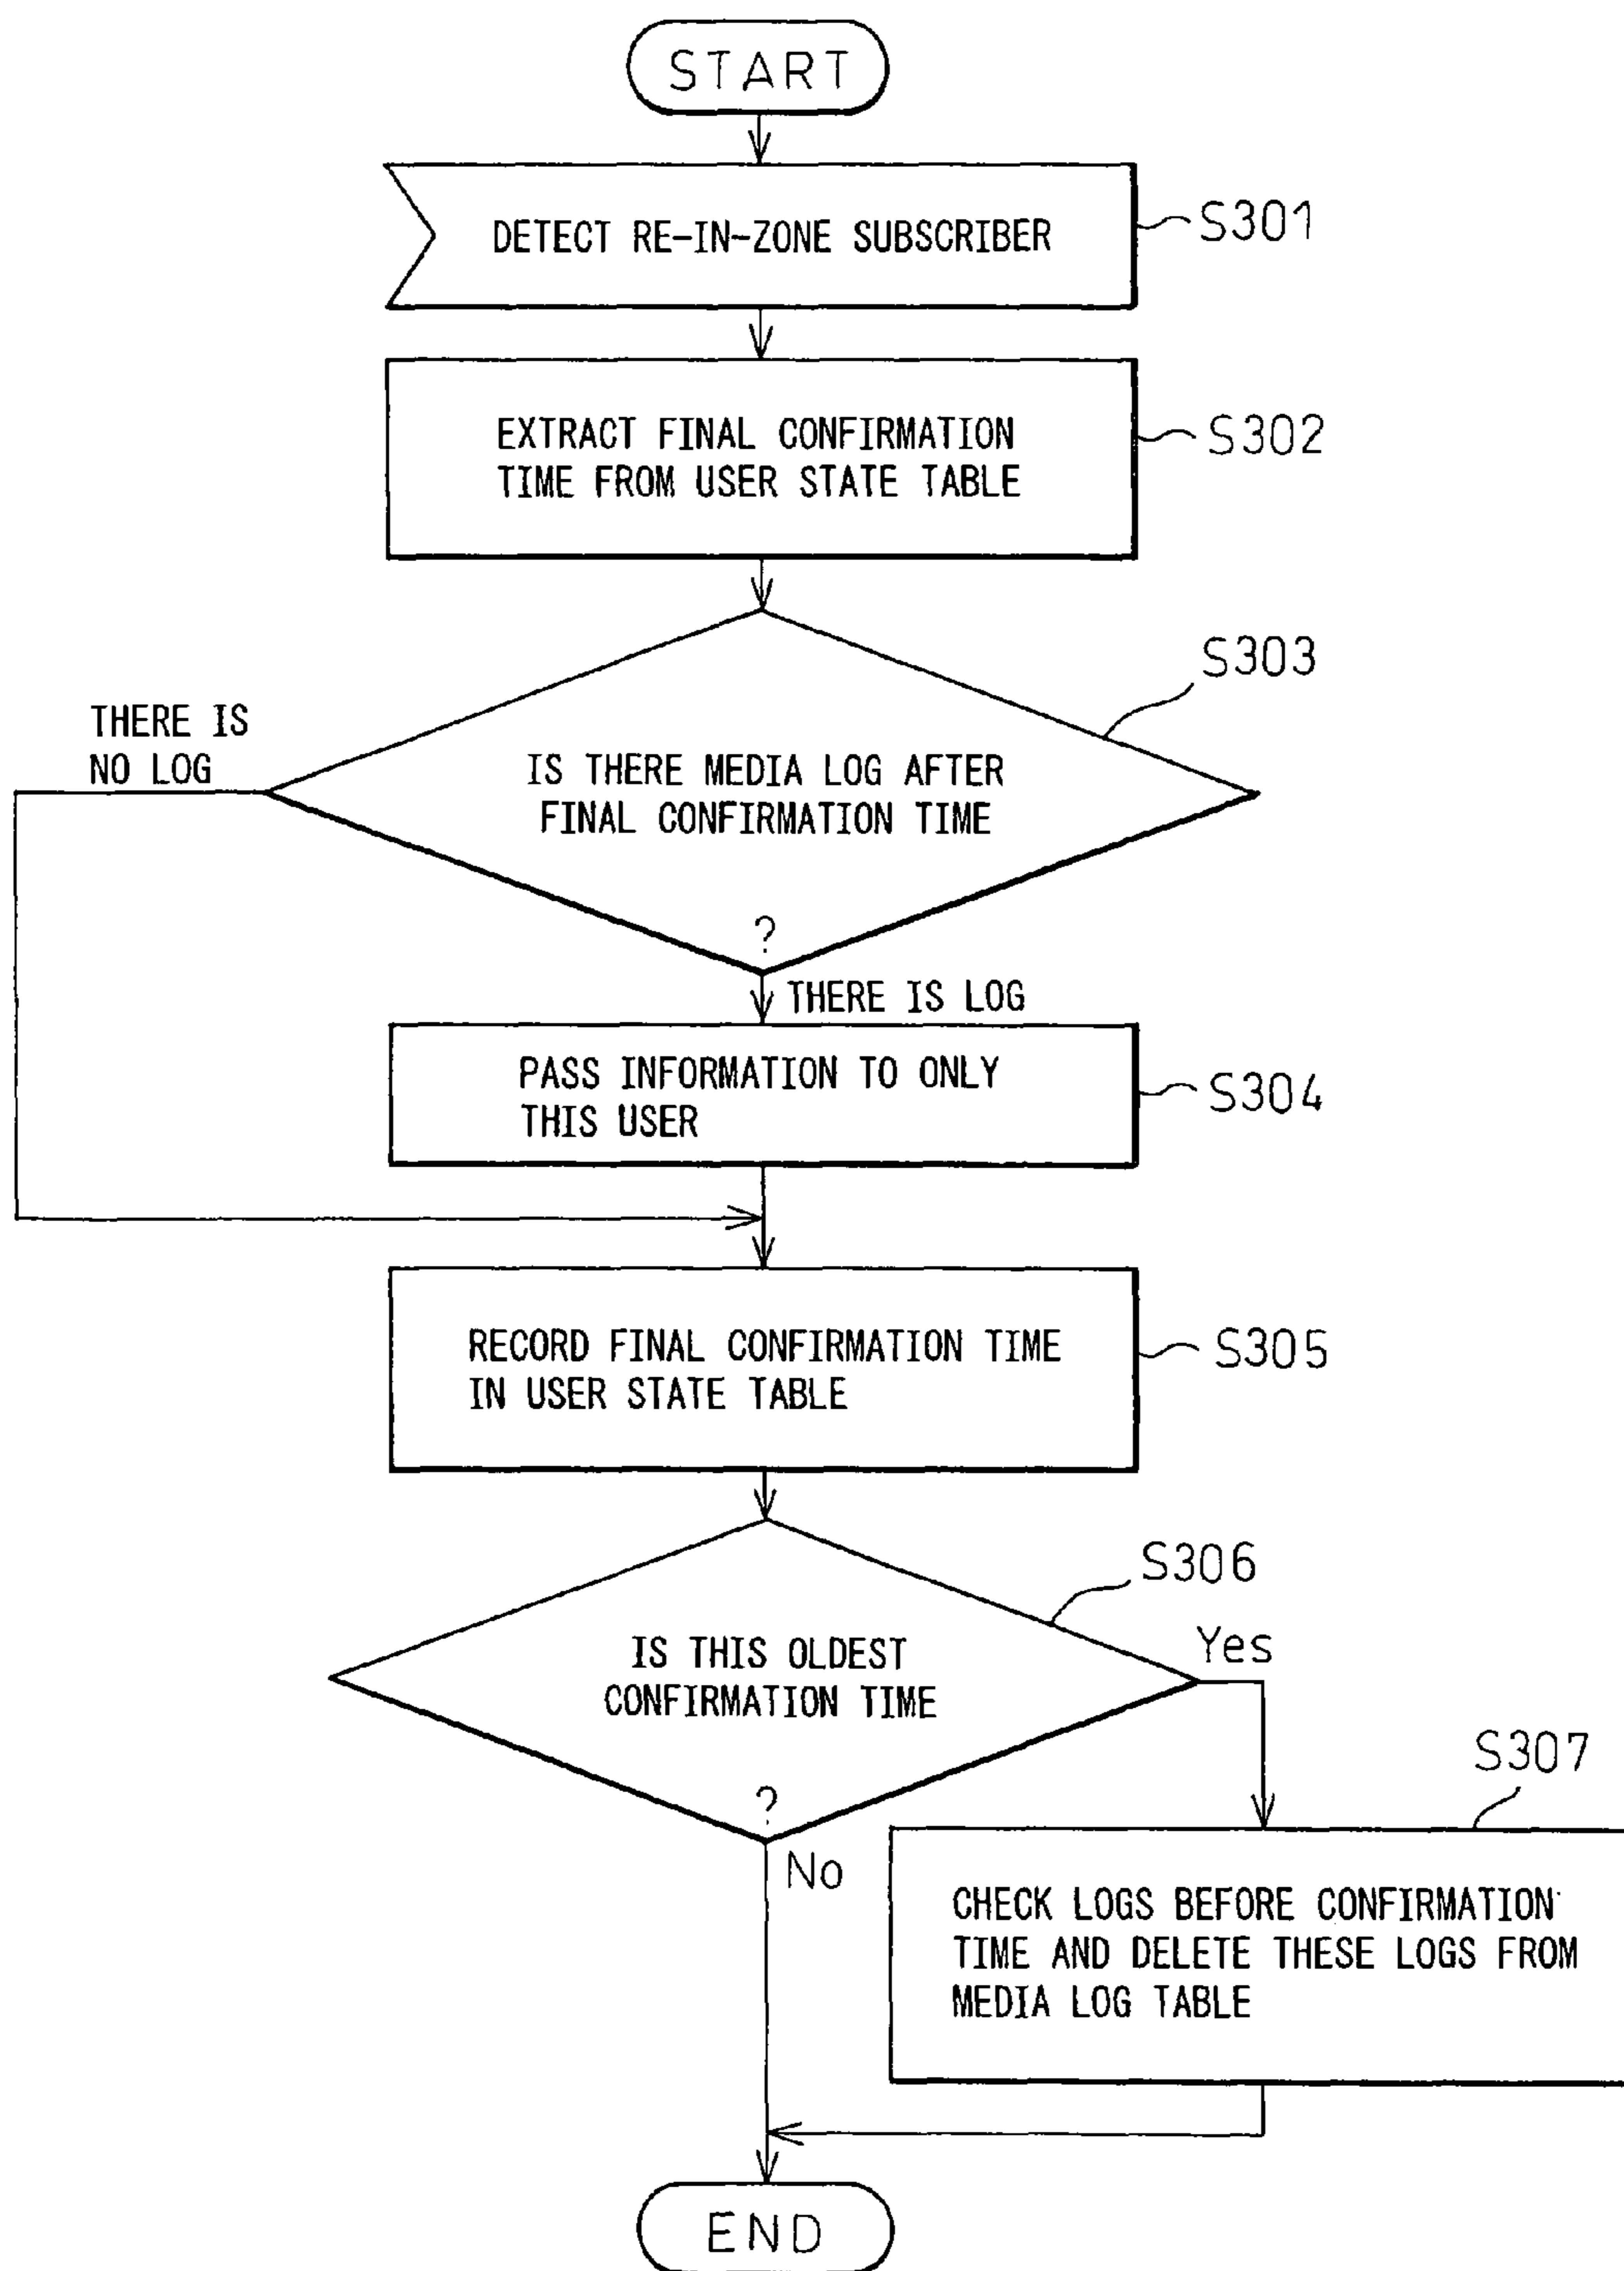 START
DETECT RE-IN-ZONE SUBSCRIBER
S301
EXTRACT FINAL CONFIRMATION
TIME FROM USER STATE TABLE
S302
S303
THERE IS
NO LOG
IS THERE MEDIA LOG AFTER
FINAL CONFIRMATION TIME
?
THERE IS LOG
PASS INFORMATION TO ONLY
THIS USER
S304
RECORD FINAL CONFIRMATION TIME
IN USER STATE TABLE
S305
S306
IS THIS OLDEST
CONFIRMATION TIME
?
Yes
No
S307
CHECK LOGS BEFORE CONFIRMATION
TIME AND DELETE THESE LOGS FROM
MEDIA LOG TABLE
END